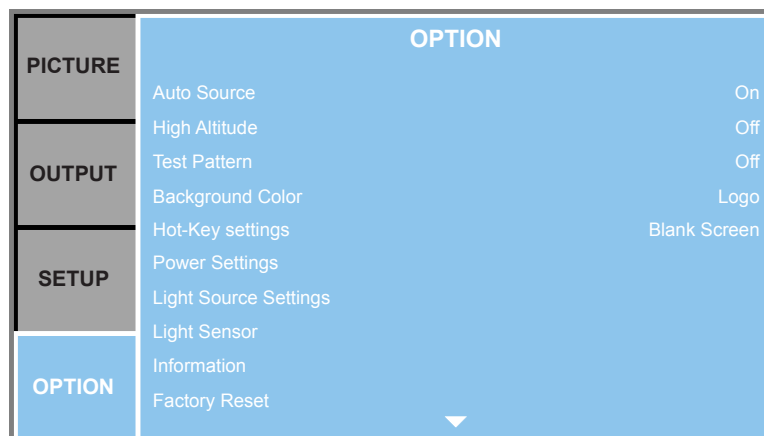 PICTURE
OUTPUT
SETUP
OPTION
OPTION
Auto Source On
High Altitude Off
Test Pattern Off
Background Color Logo
Hot-Key settings Blank Screen
Power Settings
Light Source Settings
Light Sensor
Information
Factory Reset